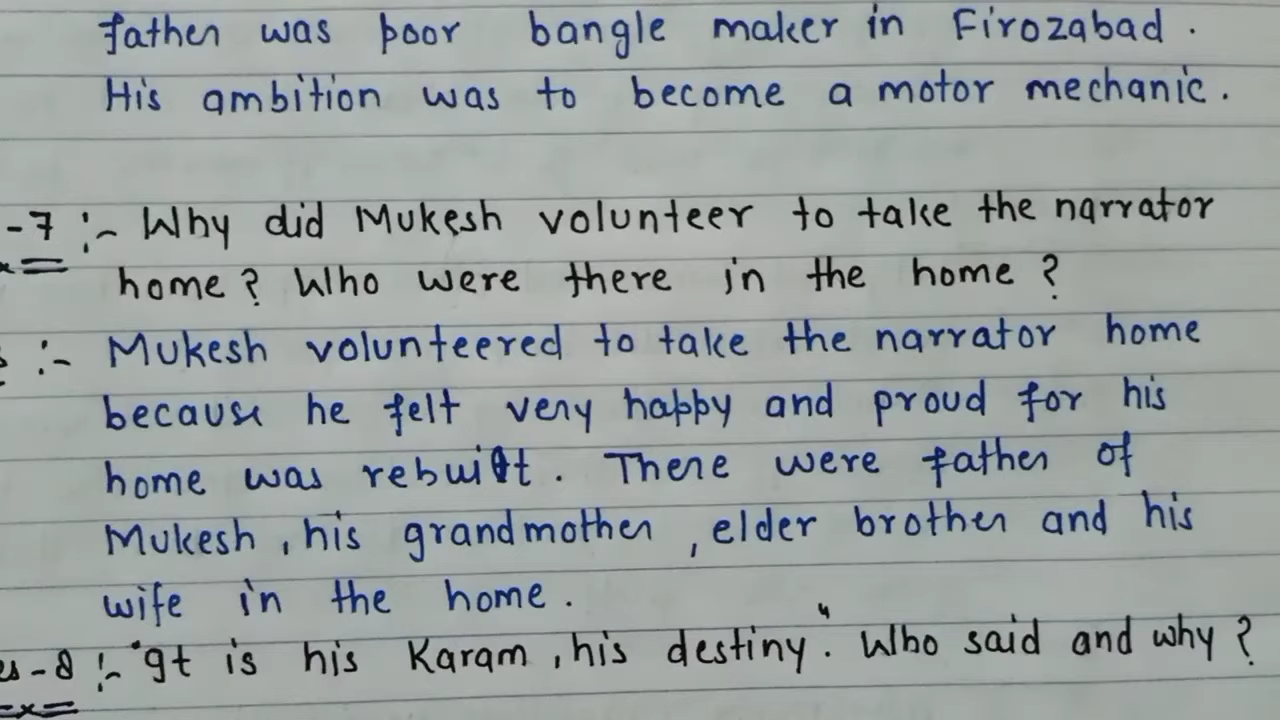 father was poor bangle maker in Firozabad.
His ambition was to become a motor mechanic.
-7 :- Why did Mukesh volunteer to take the narrator
home? Who were there in the home?
:- Mukesh volunteered to take the narrator home
because he felt very happy and proud for his
home was rebuilt. There were father of
Mukesh, his grandmother, elder brother and his
wife in the home.
-8 :- "It is his Karam, his destiny." Who said and why?